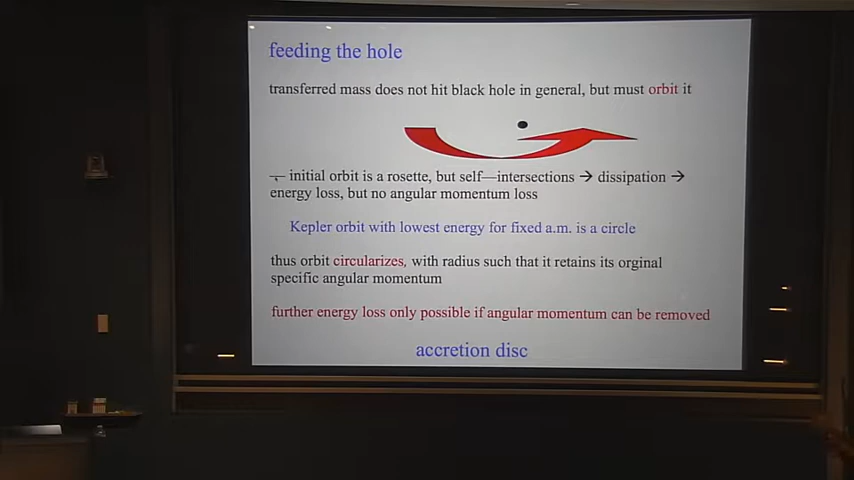 feeding the hole
transferred mass does not hit black hole in general, but must orbit it
— initial orbit is a rosette, but self—intersections → dissipation →
energy loss, but no angular momentum loss
Kepler orbit with lowest energy for fixed a.m. is a circle
thus orbit circularizes, with radius such that it retains its orginal
specific angular momentum
further energy loss only possible if angular momentum can be removed
accretion disc